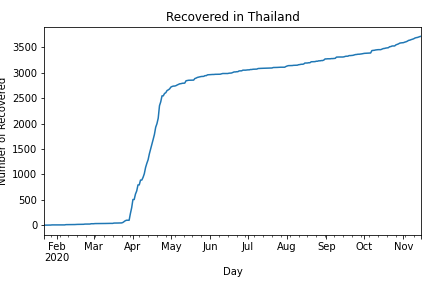 Recovered in Thailand
Number of Recovered
3500
3000
2500
2000
1500
1000
500
0
Feb Mar Apr May Jun Jul Aug Sep Oct Nov
2020
Day